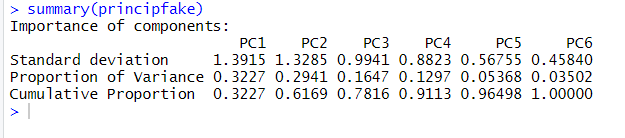 > summary(principfake)
Importance of components:
                          PC1    PC2    PC3    PC4     PC5     PC6
Standard deviation     1.3915 1.3285 0.9941 0.8823 0.56755 0.45840
Proportion of Variance 0.3227 0.2941 0.1647 0.1297 0.05368 0.03502
Cumulative Proportion  0.3227 0.6169 0.7816 0.9113 0.96498 1.00000
>